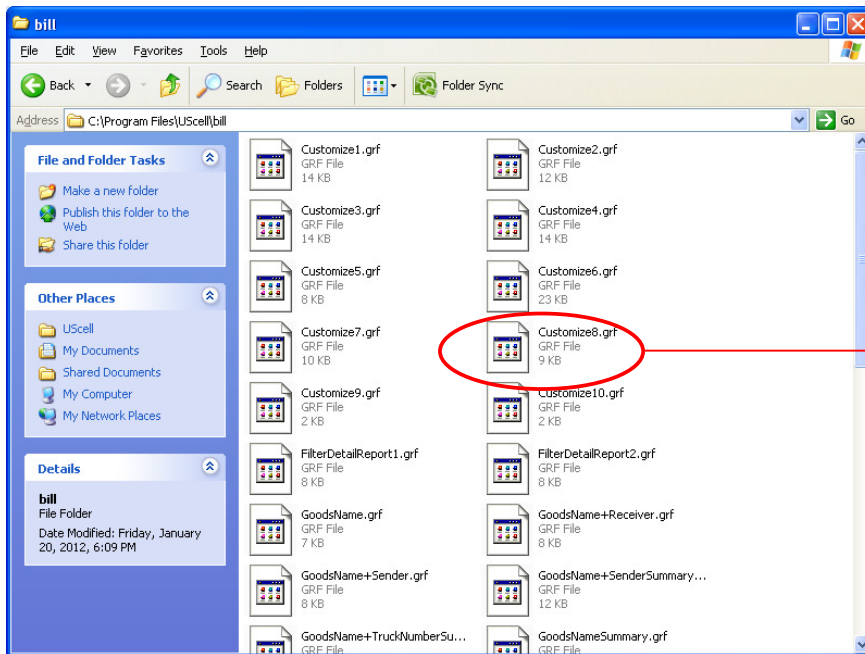 bill
File Edit View Favorites Tools Help
Back Search Folders Folder Sync
Address C:\Program Files\UScell\bill Go
File and Folder Tasks
Make a new folder
Publish this folder to the
Web
Share this folder
Other Places
UScell
My Documents
Shared Documents
My Computer
My Network Places
Details
bill
File Folder
Date Modified: Friday, January
20, 2012, 6:09 PM
Customize1.grf
GRF File
14 KB
Customize2.grf
GRF File
12 KB
Customize3.grf
GRF File
14 KB
Customize4.grf
GRF File
14 KB
Customize5.grf
GRF File
8 KB
Customize6.grf
GRF File
23 KB
Customize7.grf
GRF File
10 KB
Customize8.grf
GRF File
9 KB
Customize9.grf
GRF File
2 KB
Customize10.grf
GRF File
2 KB
FilterDetailReport1.grf
GRF File
8 KB
FilterDetailReport2.grf
GRF File
8 KB
GoodsName.grf
GRF File
7 KB
GoodsName+Receiver.grf
GRF File
8 KB
GoodsName+Sender.grf
GRF File
8 KB
GoodsName+SenderSummary...
GRF File
12 KB
GoodsName+TruckNumberSu...
GRF File
GoodsNameSummary.grf
GRF File